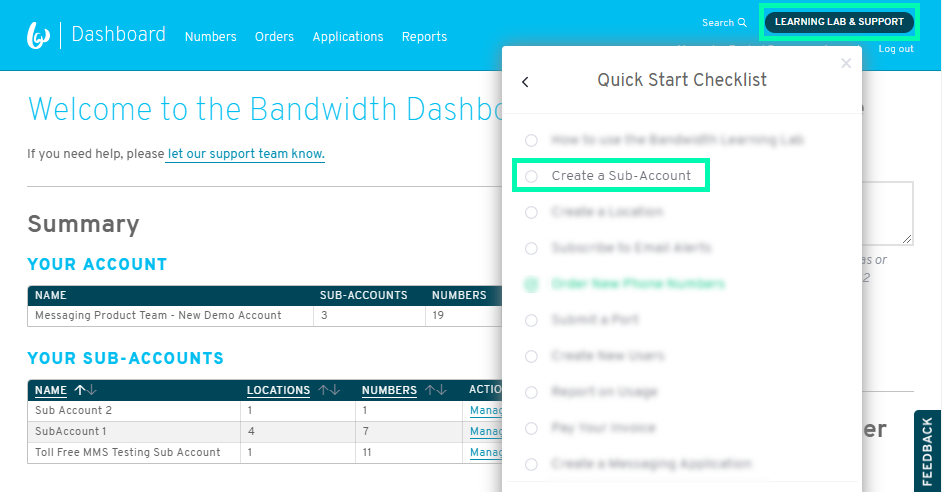 Dashboard Numbers Orders Applications Reports Search LEARNING LAB & SUPPORT
Log out
Quick Start Checklist
Welcome to the Bandwidth Dashbo
If you need help, please let our support team know.
How to use the Bandwidth Learning Lab
Create a Sub-Account
Create a Location
Subscribe to Email Alerts
Order New Phone Numbers
Submit a Port
Create New Users
Report on Usage
Pay Your Invoice
Create a Messaging Application
Summary
YOUR ACCOUNT
NAME SUB-ACCOUNTS NUMBERS
Messaging Product Team - New Demo Account 3 19
YOUR SUB-ACCOUNTS
NAME LOCATIONS NUMBERS ACTIO
Sub Account 2 1 1 Manac
SubAccount 1 4 7 Manac
Toll Free MMS Testing Sub Account 1 11 Manac
as or
2
er
FEEDBACK